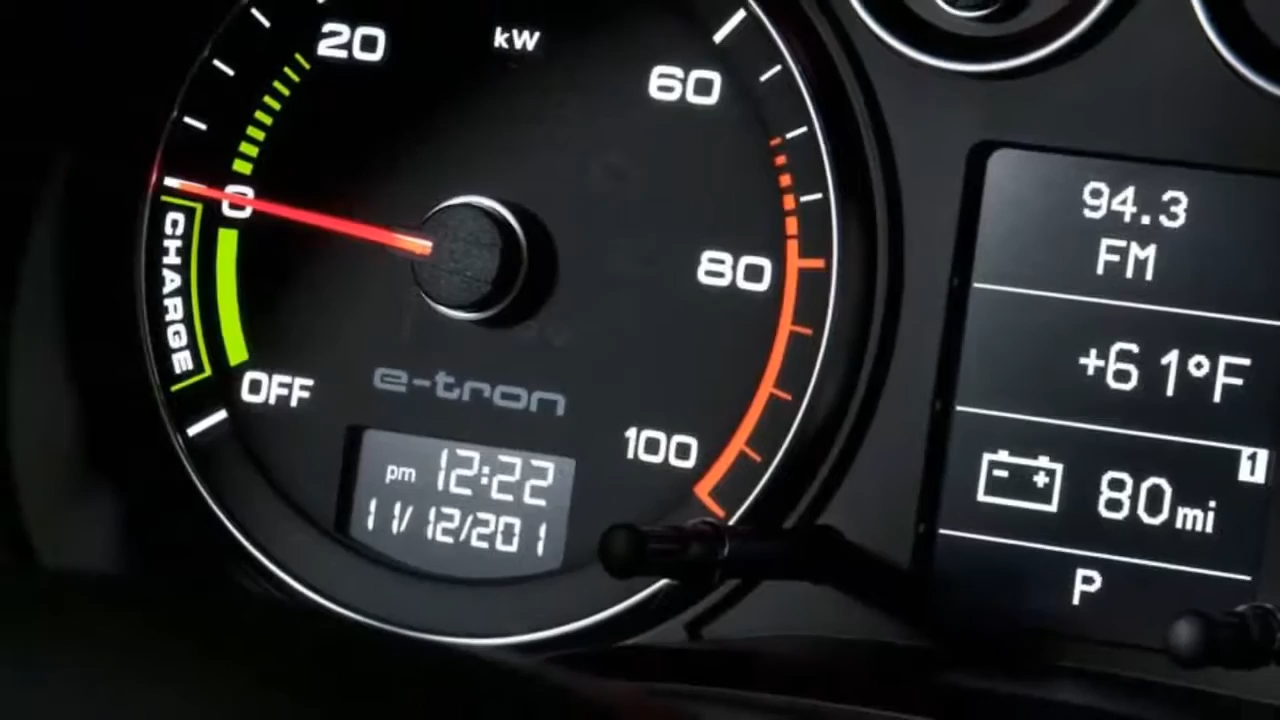 20
kW
60
0
CHARGE
80
OFF
e-tron
100
pm 12:22
11/12/201
94.3
FM
+61°F
1
- +
80mi
P